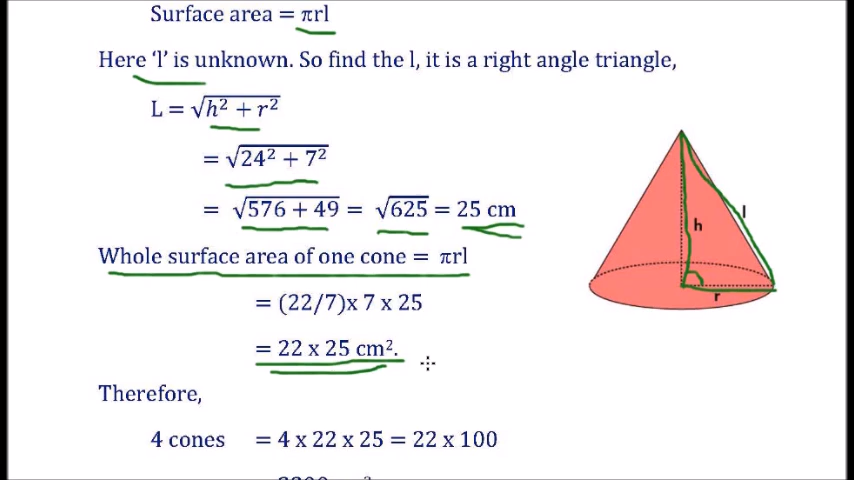 Surface area = πrl
Here ‘l’ is unknown. So find the l, it is a right angle triangle,
L = √h² + r²
= √24² + 7²
= √576 + 49 = √625 = 25 cm
h
l
r
Whole surface area of one cone = πrl
= (22/7)x 7 x 25
= 22 x 25 cm².
Therefore,
4 cones = 4 x 22 x 25 = 22 x 100